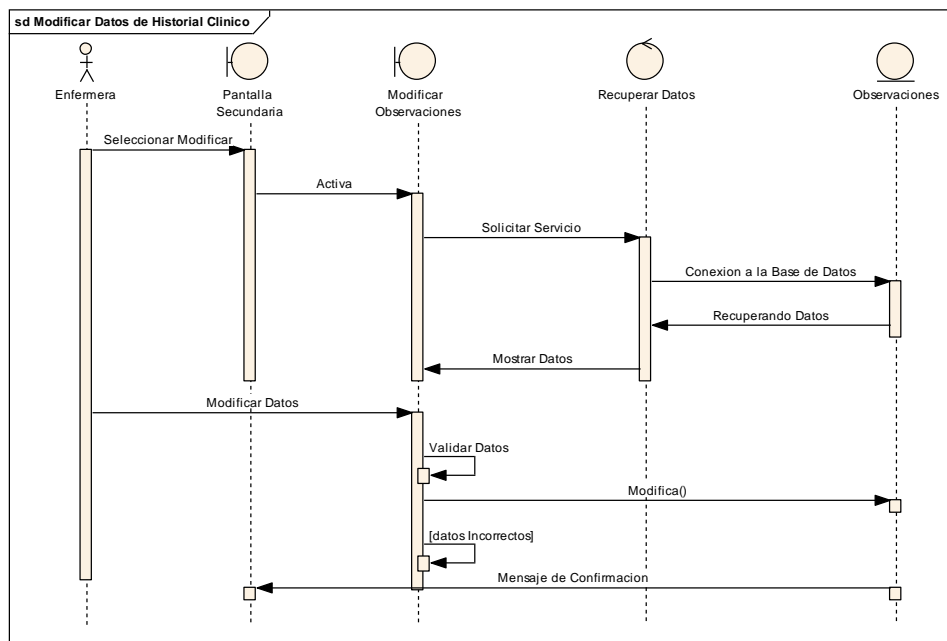 sd Modificar Datos de Historial Clinico
Enfermera
Pantalla
Secundaria
Modificar
Observaciones
Recuperar Datos
Observaciones
Seleccionar Modificar
Activa
Solicitar Servicio
Conexion a la Base de Datos
Recuperando Datos
Mostrar Datos
Modificar Datos
Validar Datos
Modifica()
[datos Incorrectos]
Mensaje de Confirmacion